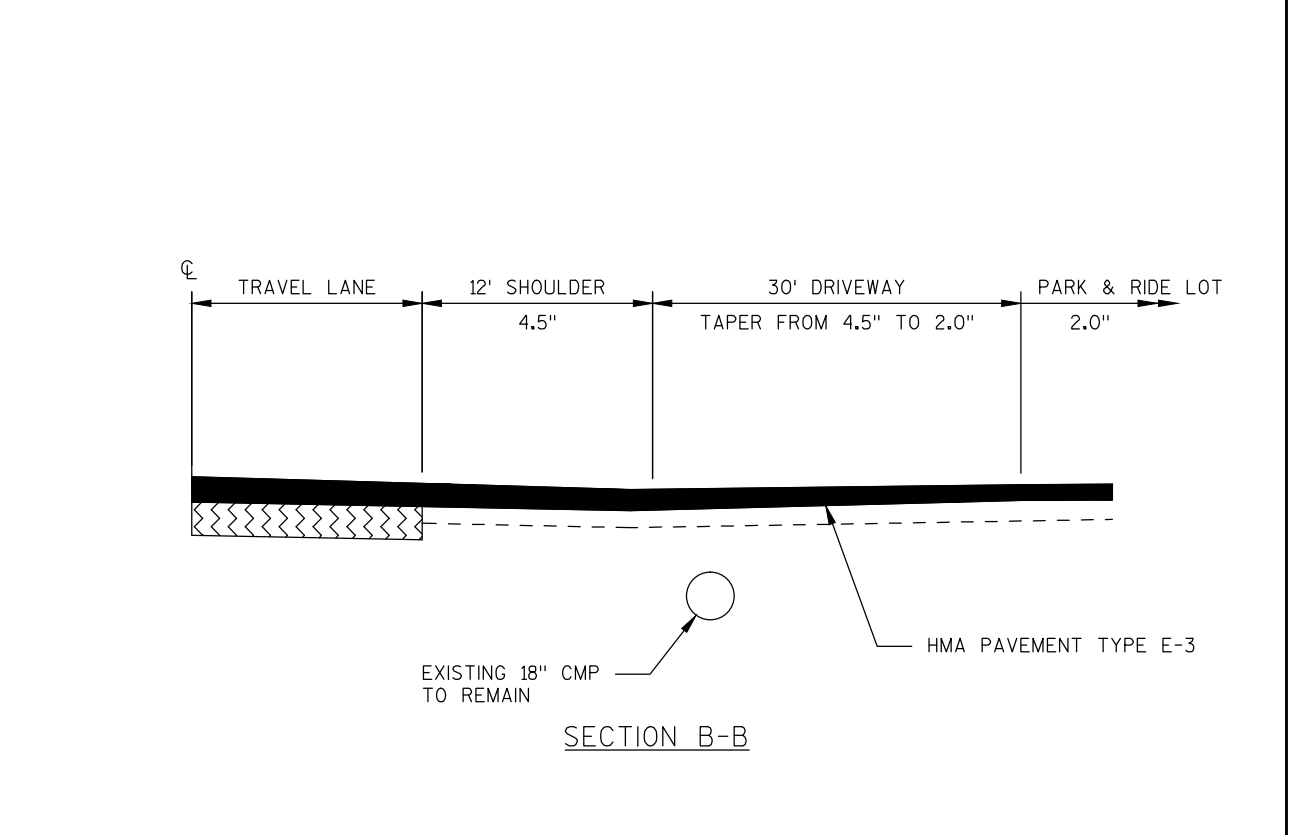 ℄
TRAVEL LANE
12' SHOULDER
30' DRIVEWAY
PARK & RIDE LOT
4.5"
TAPER FROM 4.5" TO 2.0"
2.0"
HMA PAVEMENT TYPE E-3
EXISTING 18" CMP
TO REMAIN
SECTION B-B